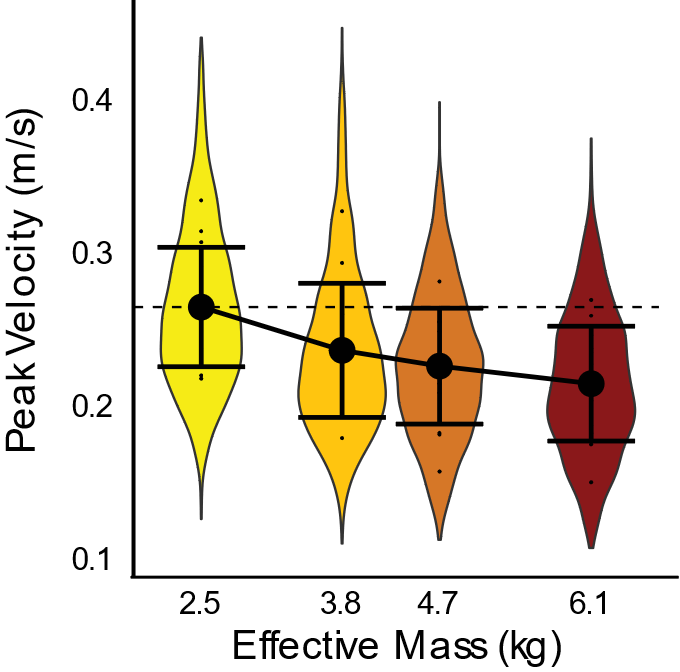 Peak Velocity (m/s)
0.4
0.3
0.2
0.1
2.5 3.8 4.7 6.1
Effective Mass (kg)